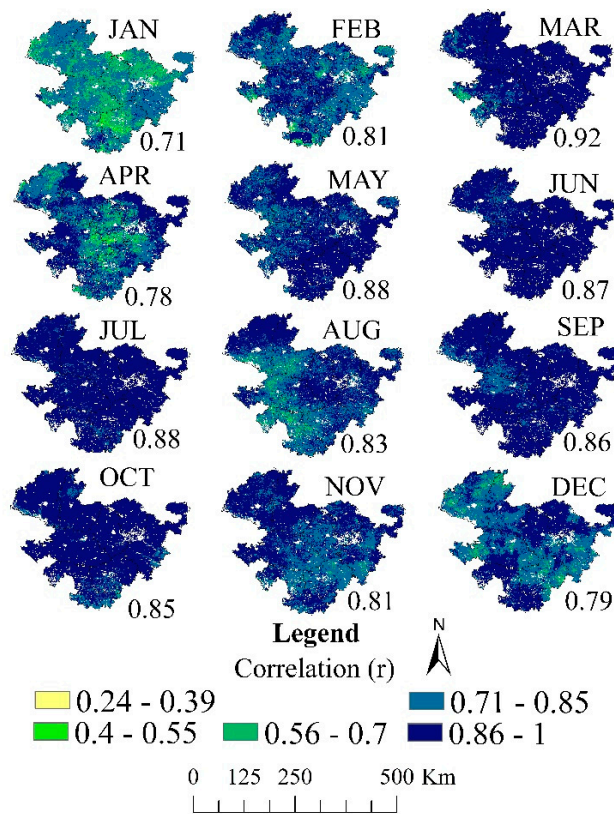 JAN FEB MAR
0.71 0.81 0.92
APR MAY JUN
0.78 0.88 0.87
JUL AUG SEP
0.88 0.83 0.86
OCT NOV DEC
0.85 0.81 0.79
Legend N
Correlation (r)
0.24 - 0.39 0.71 - 0.85
0.4 - 0.55 0.56 - 0.7 0.86 - 1
0 125 250 500 Km